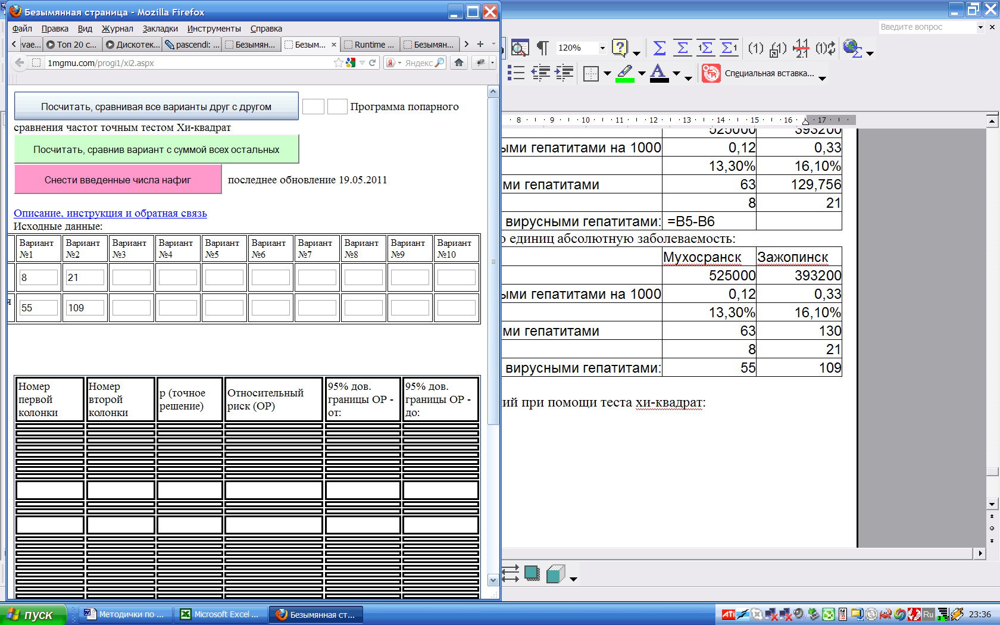 Безымянная страница - Mozilla Firefox
Файл Правка Вид Журнал Закладки Инструменты Справка
Топ 20 с... Дискотек... pascendi: ... Безымян... Безым... Runtime ... Безымян...
1mgmu.com/progi1/xi2.aspx
Яндекс
Посчитать, сравнивая все варианты друг с другом
Программа попарного
сравнения частот точным тестом Хи-квадрат
Посчитать, сравнив вариант с суммой всех остальных
Снести введенные числа нафиг
последнее обновление 19.05.2011
Описание, инструкция и обратная связь
Исходные данные:
Вариант №1 Вариант №2 Вариант №3 Вариант №4 Вариант №5 Вариант №6 Вариант №7 Вариант №8 Вариант №9 Вариант №10
8 21
я 55 109
Номер первой колонки
Номер второй колонки
p (точное решение)
Относительный риск (ОР)
95% дов. границы ОР - от:
95% дов. границы ОР - до:
Введите вопрос
120%
Специальная вставка...
8 9 10 11 12 13 14 15 16 17
525000 393200
ыми гепатитами на 1000 0,12 0,33
13,30% 16,10%
ми гепатитами 63 129,756
8 21
вирусными гепатитами: =B5-B6
о единиц абсолютную заболеваемость:
Мухосранск Зажопинск
525000 393200
ыми гепатитами на 1000 0,12 0,33
13,30% 16,10%
ми гепатитами 63 130
8 21
вирусными гепатитами: 55 109
ий при помощи теста хи-квадрат:
пуск
Методички по ...
Microsoft Excel ...
Безымянная ст...
ATI
Ru
23:36